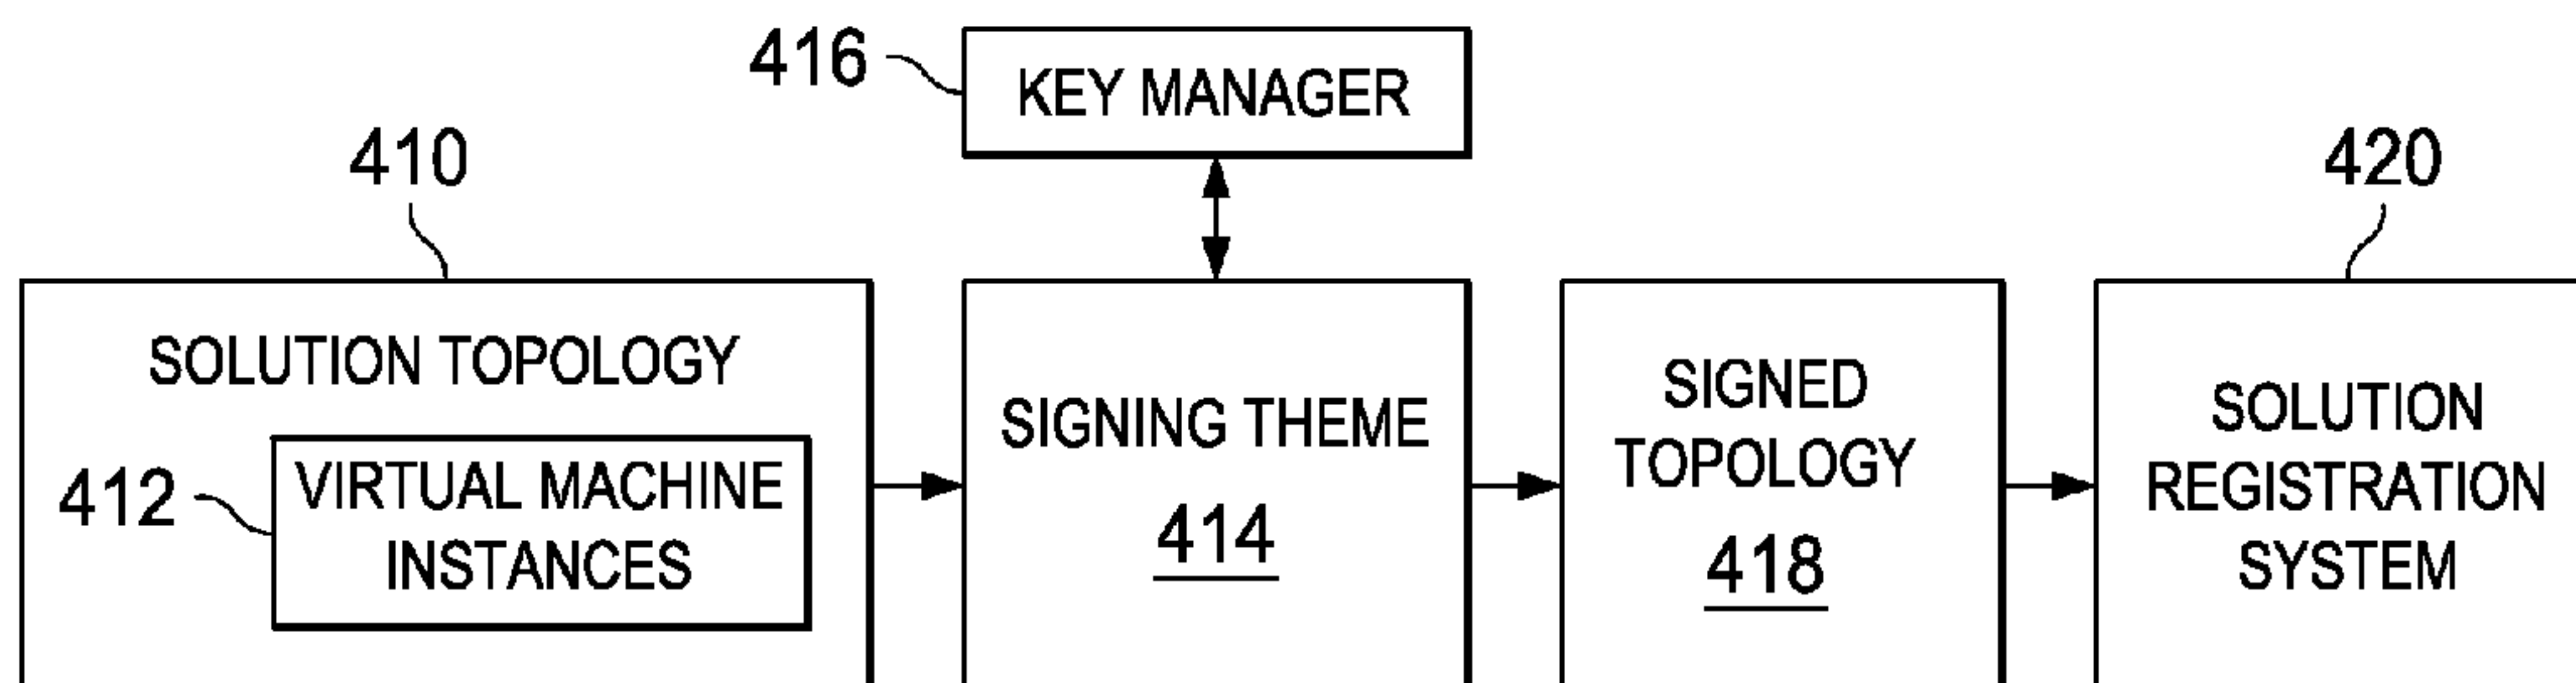 416
KEY MANAGER
410
420
SOLUTION TOPOLOGY
412
VIRTUAL MACHINE
INSTANCES
SIGNING THEME
414
SIGNED
TOPOLOGY
418
SOLUTION
REGISTRATION
SYSTEM